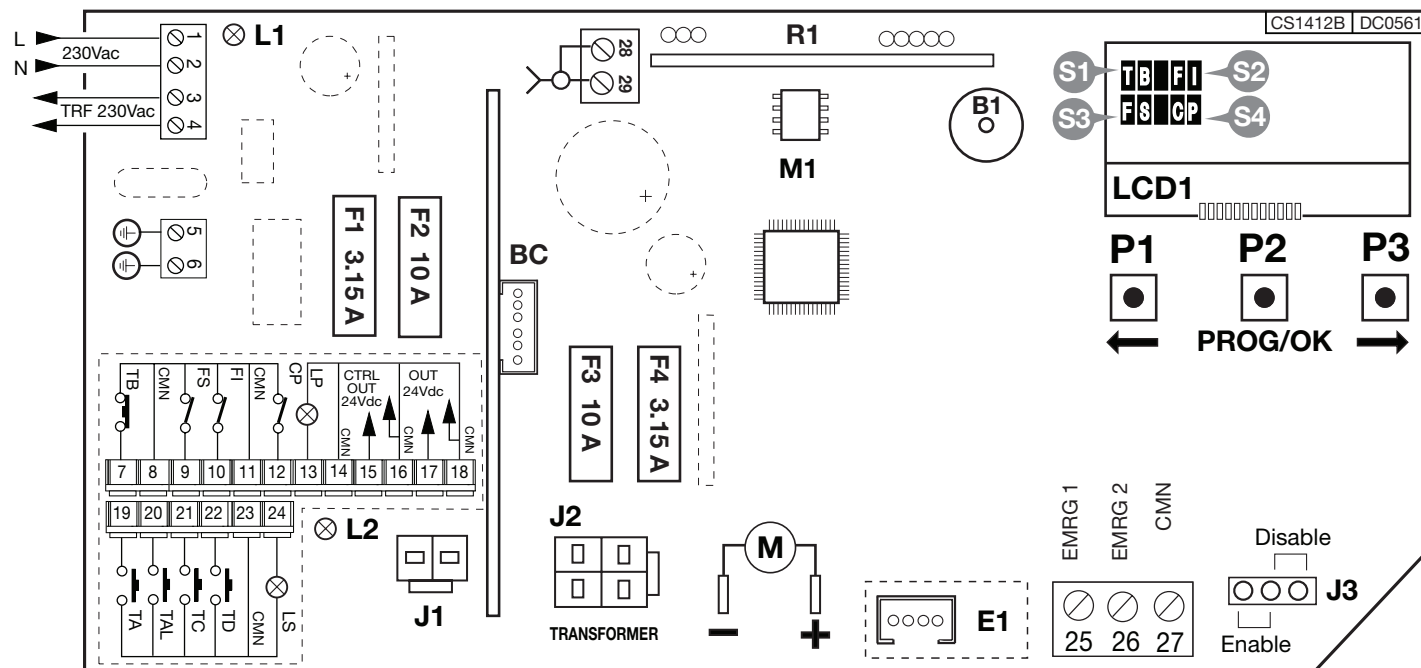 CS1412B DC0561
L 230Vac
N
TRF 230Vac
1
2
3
4
L1
28
29
R1
M1
B1
S1 TB FI S2
S3 FS CP S4
LCD1
P1 P2 P3
PROG/OK
5
6
F1 3.15 A
F2 10 A
BC
F3 10 A
F4 3.15 A
TB CMN FS FI CMN CP LP
CTRL OUT 24Vdc
CMN
OUT 24Vdc
CMN
CMN
7 8 9 10 11 12 13 14 15 16 17 18
19 20 21 22 23 24
TA TAL TC TD CMN LS
L2
J1
J2
TRANSFORMER
M
− +
E1
EMRG 1 EMRG 2 CMN
25 26 27
Disable
J3
Enable